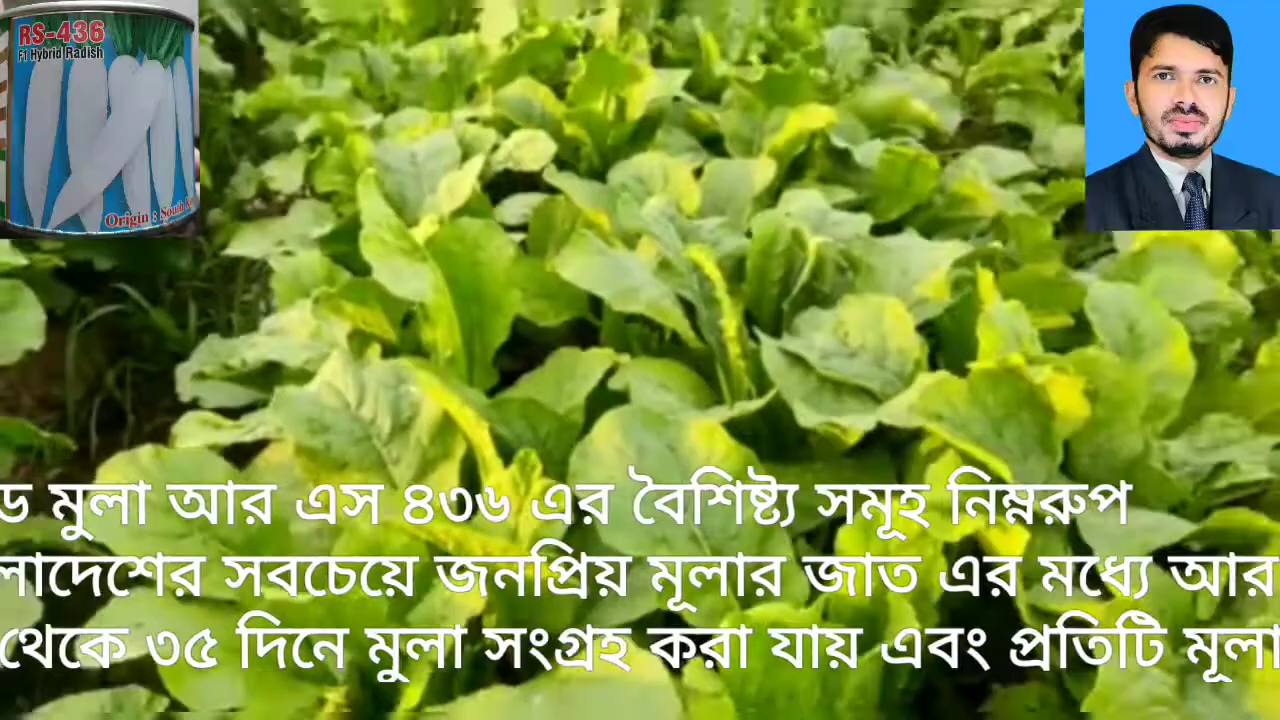 RS-436
F1 Hybrid Radish
Origin : South
মুলা আর এস ৪৩৬ এর বৈশিষ্ট্য সমূহ নিম্নরুপ
সবচেয়ে জনপ্রিয় মূলার জাত এর মধ্যে আর
থেকে ৩৫ দিনে মুলা সংগ্রহ করা যায় এবং প্রতিটি মূলা